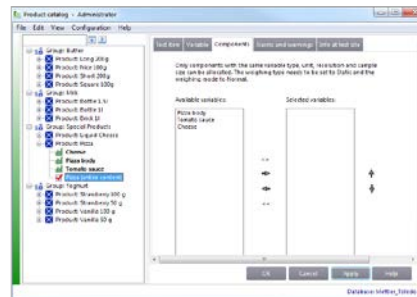 Product catalog - Administrator
File Edit View Configuration Help
Group: Butter
Product: Long 250g
Product: Short 250g
Product: Square 100g
Group: Milk
Product: Bottle 1.5l
Product: Bottle 1l
Product: Brick 1l
Group: Special Products
Product: Liquid Cheese
Product: Pizza
Cheese
Pizza body
Tomato sauce
Pizza (entire content)
Group: Yoghurt
Product: Strawberry 100 g
Product: Strawberry 50 g
Product: Vanilla 100 g
Product: Vanilla 50 g
Test item Variable Components Alarms and warnings Info at test site
Only components with the same variable type, unit, resolution and sample
size can be allocated. The weighing type needs to be set to Static and the
weighing mode to Normal.
Available variables: Selected variables:
Pizza body
Tomato sauce
Cheese
OK Cancel Apply Help
Database: Mettler_Toledo